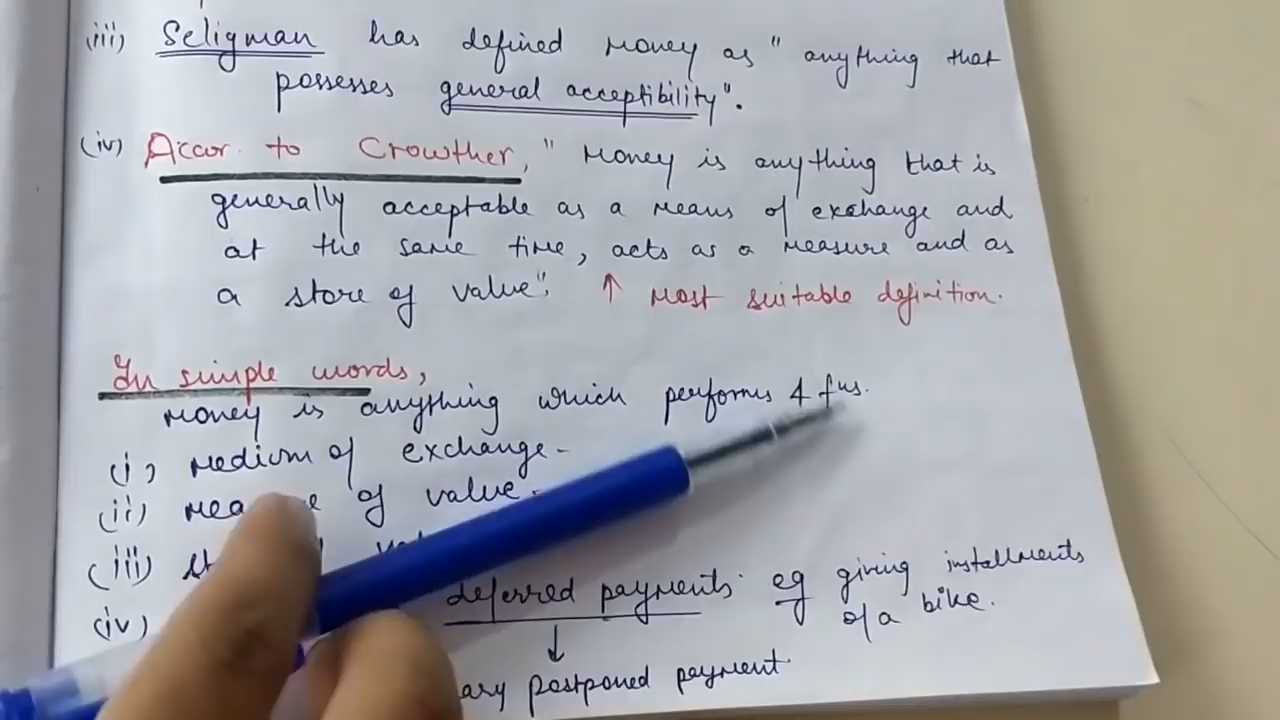 (iii) Seligman has defined money as "anything that
possesses general acceptibility".
(iv) Accor. to Crowther, "Money is anything that is
generally acceptable as a means of exchange and
at the same time, acts as a measure and as
a store of value". ↑ Most suitable definition.
In simple words,
Money is anything which performs 4 fns.
(i) Medium of exchange.
(ii) of value.
(iii)
(iv) deferred payments eg giving installments
of a bike.
↓
postponed payment